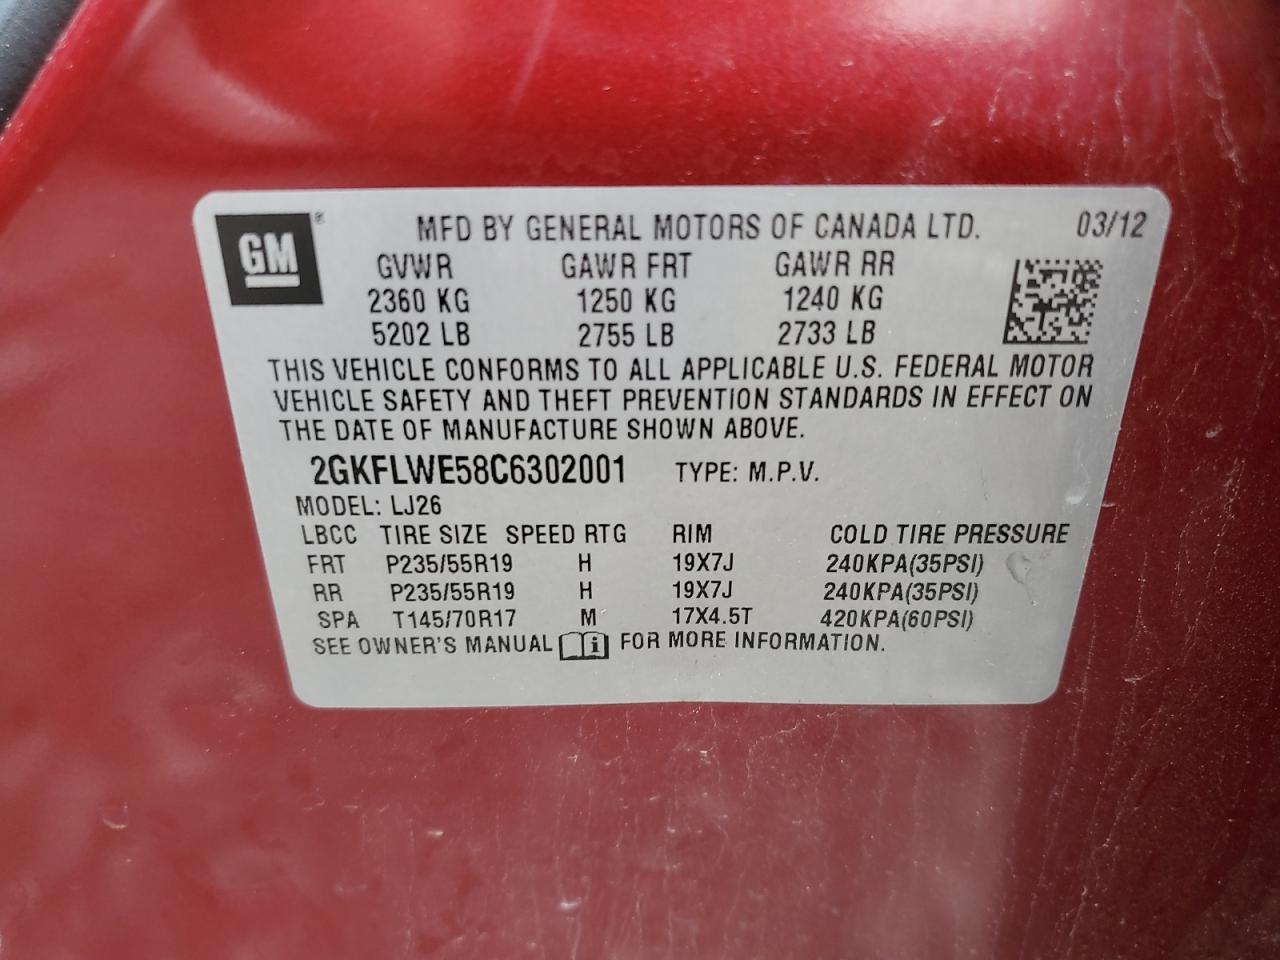 GM ® MFD BY GENERAL MOTORS OF CANADA LTD. 03/12
GVWR GAWR FRT GAWR RR
2360 KG 1250 KG 1240 KG
5202 LB 2755 LB 2733 LB
THIS VEHICLE CONFORMS TO ALL APPLICABLE U.S. FEDERAL MOTOR
VEHICLE SAFETY AND THEFT PREVENTION STANDARDS IN EFFECT ON
THE DATE OF MANUFACTURE SHOWN ABOVE.
2GKFLWE58C6302001 TYPE: M.P.V.
MODEL: LJ26
LBCC TIRE SIZE SPEED RTG RIM COLD TIRE PRESSURE
FRT P235/55R19 H 19X7J 240KPA(35PSI)
RR P235/55R19 H 19X7J 240KPA(35PSI)
SPA T145/70R17 M 17X4.5T 420KPA(60PSI)
SEE OWNER'S MANUAL i FOR MORE INFORMATION.